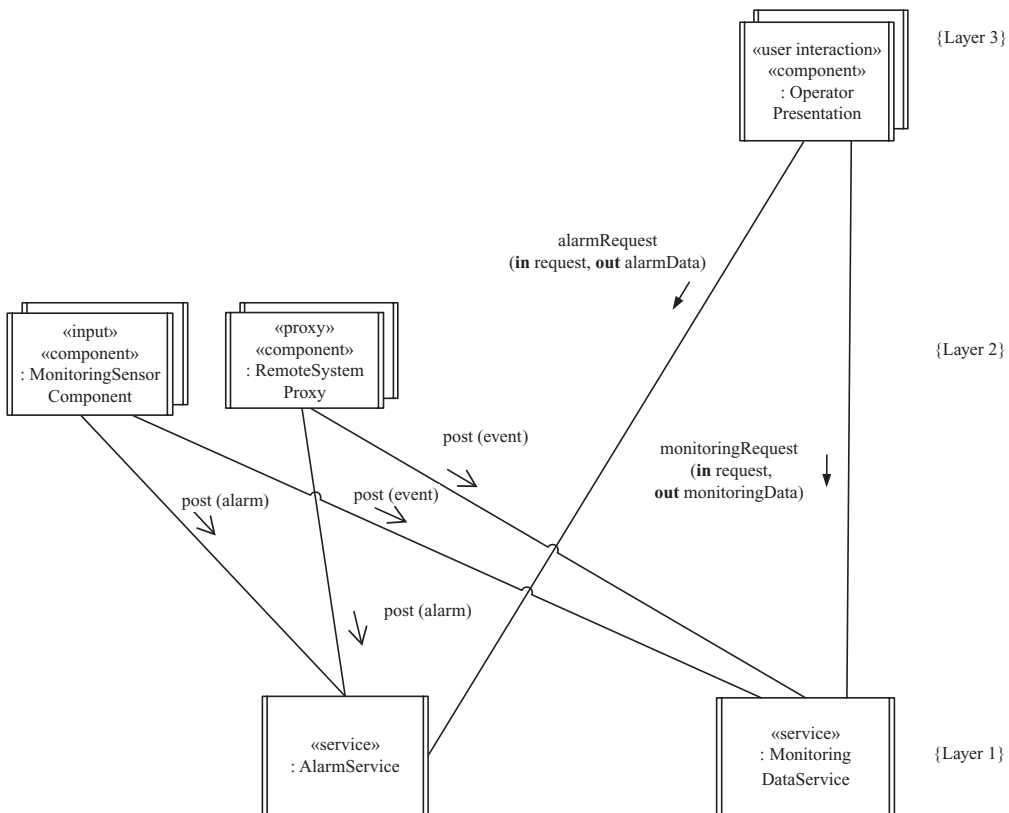 {Layer 3}
«user interaction»
«component»
: Operator
Presentation
alarmRequest
(in request, out alarmData)
«input»
«component»
: MonitoringSensor
Component
«proxy»
«component»
: RemoteSystem
Proxy
{Layer 2}
post (event)
monitoringRequest
(in request,
out monitoringData)
post (alarm)
post (event)
post (alarm)
«service»
: AlarmService
«service»
: Monitoring
DataService
{Layer 1}